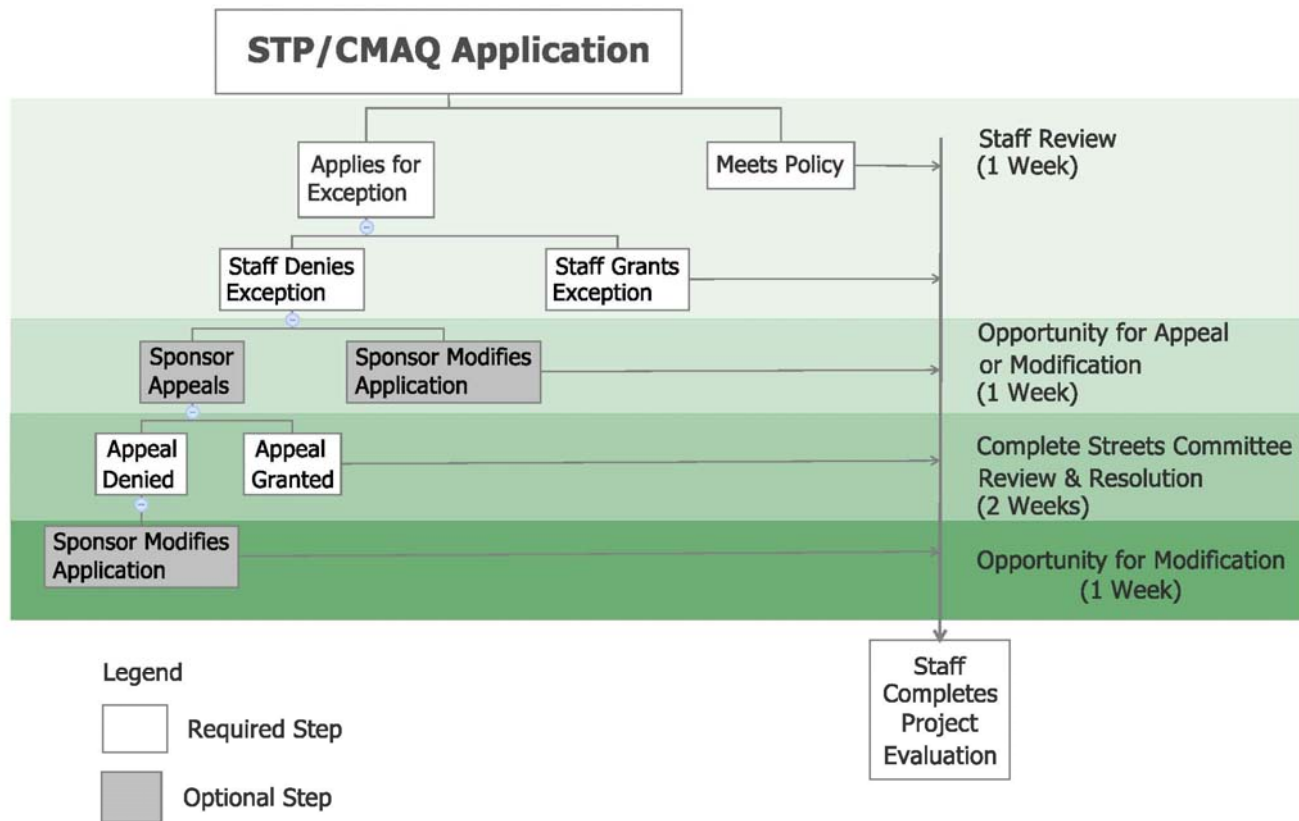 STP/CMAQ Application
Applies for
Exception
Meets Policy
Staff Review
(1 Week)
Staff Denies
Exception
Staff Grants
Exception
Sponsor
Appeals
Sponsor Modifies
Application
Opportunity for Appeal
or Modification
(1 Week)
Appeal
Denied
Appeal
Granted
Complete Streets Committee
Review & Resolution
(2 Weeks)
Sponsor Modifies
Application
Opportunity for Modification
(1 Week)
Staff
Completes
Project
Evaluation
Legend
Required Step
Optional Step